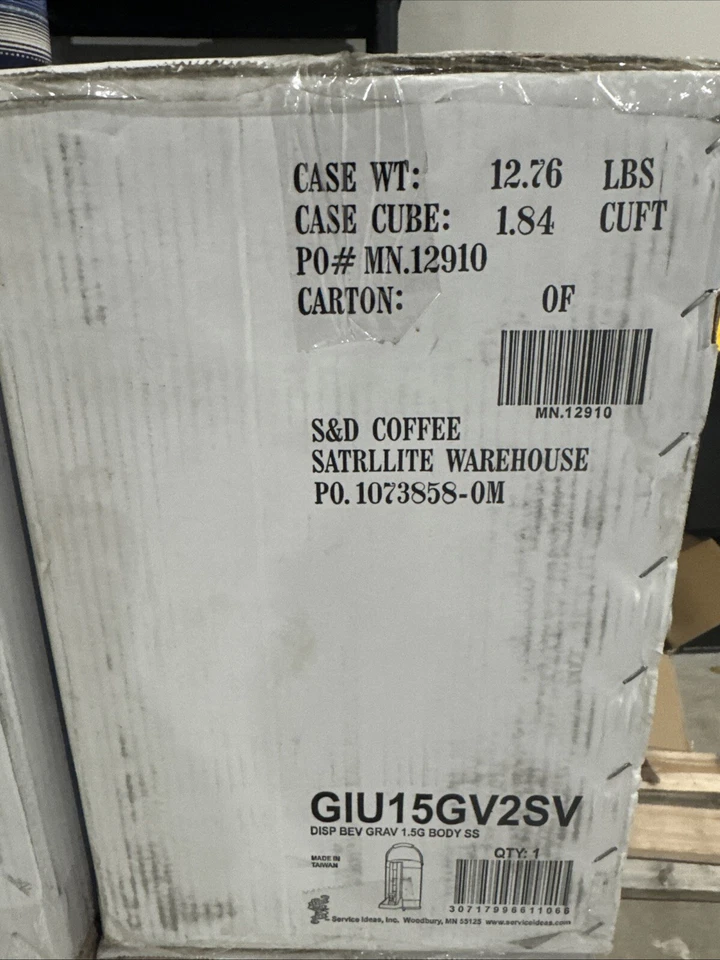 CASE WT: 12.76 LBS
CASE CUBE: 1.84 CUFT
PO# MN.12910
CARTON: OF
MN.12910
S&D COFFEE
SATRLLITE WAREHOUSE
PO. 1073858-0M
GIU15GV2SV
DISP BEV GRAV 1.5G BODY SS
MADE IN
TAIWAN
QTY: 1
30717996611066
Service Ideas, Inc. Woodbury, MN 55125 www.serviceideas.com